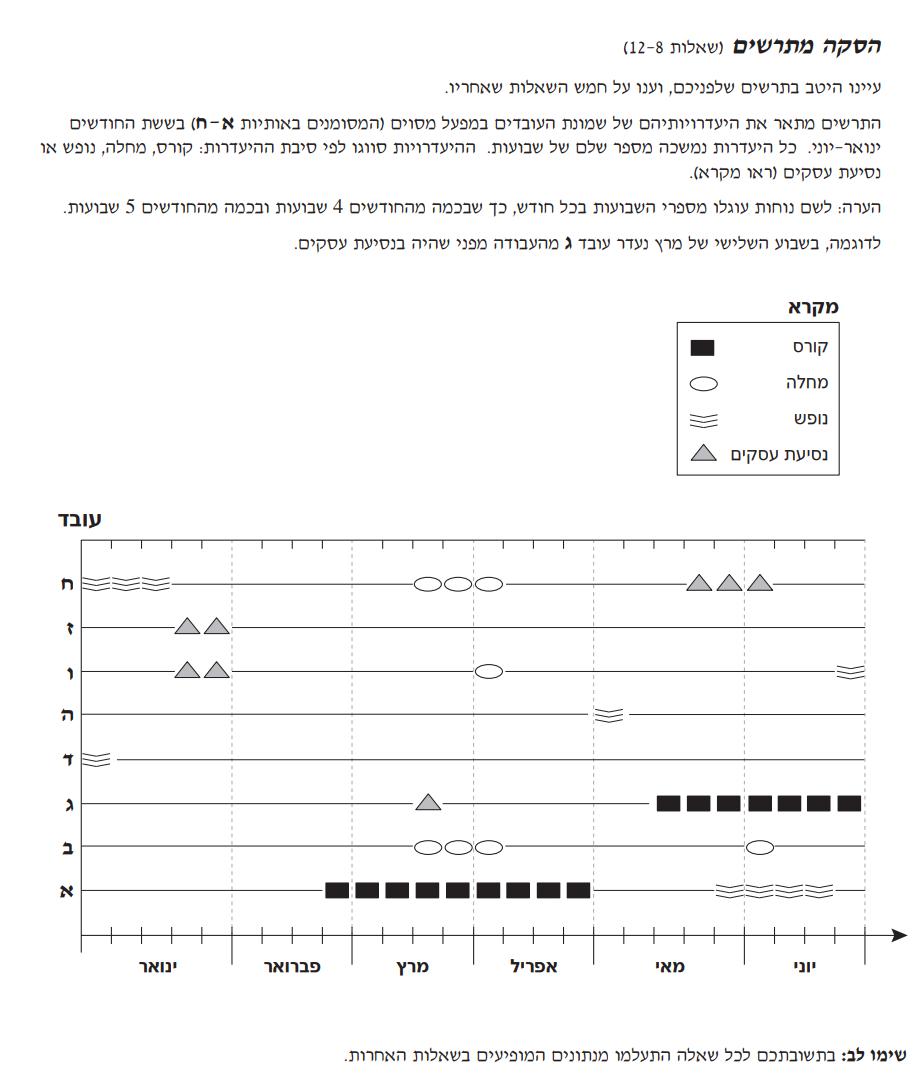 הסקה מתרשים (שאלות 12-8)
עיינו היטב בתרשים שלפניכם, וענו על חמש השאלות שאחריו.
התרשים מתאר את היעדרויותיהם של שמונת העובדים במפעל מסוים (המסומנים באותיות א-ח) בששת החודשים
ינואר-יוני. כל היעדרות נמשכה מספר שלם של שבועות. ההיעדרויות סווגו לפי סיבת ההיעדרות: קורס, מחלה, נופש או
נסיעת עסקים (ראו מקרא).
הערה: לשם נוחות עוגלו מספרי השבועות בכל חודש, כך שבכמה מהחודשים 4 שבועות ובכמה מהחודשים 5 שבועות.
לדוגמה, בשבוע השלישי של מרץ נעדר עובד ג מהעבודה מפני שהיה בנסיעת עסקים.
מקרא
קורס
מחלה
נופש
נסיעת עסקים
עובד
ח
ז
ו
ה
ד
ג
ב
א
ינואר פברואר מרץ אפריל מאי יוני
שימו לב: בתשובתכם לכל שאלה התעלמו מנתונים המופיעים בשאלות האחרות.